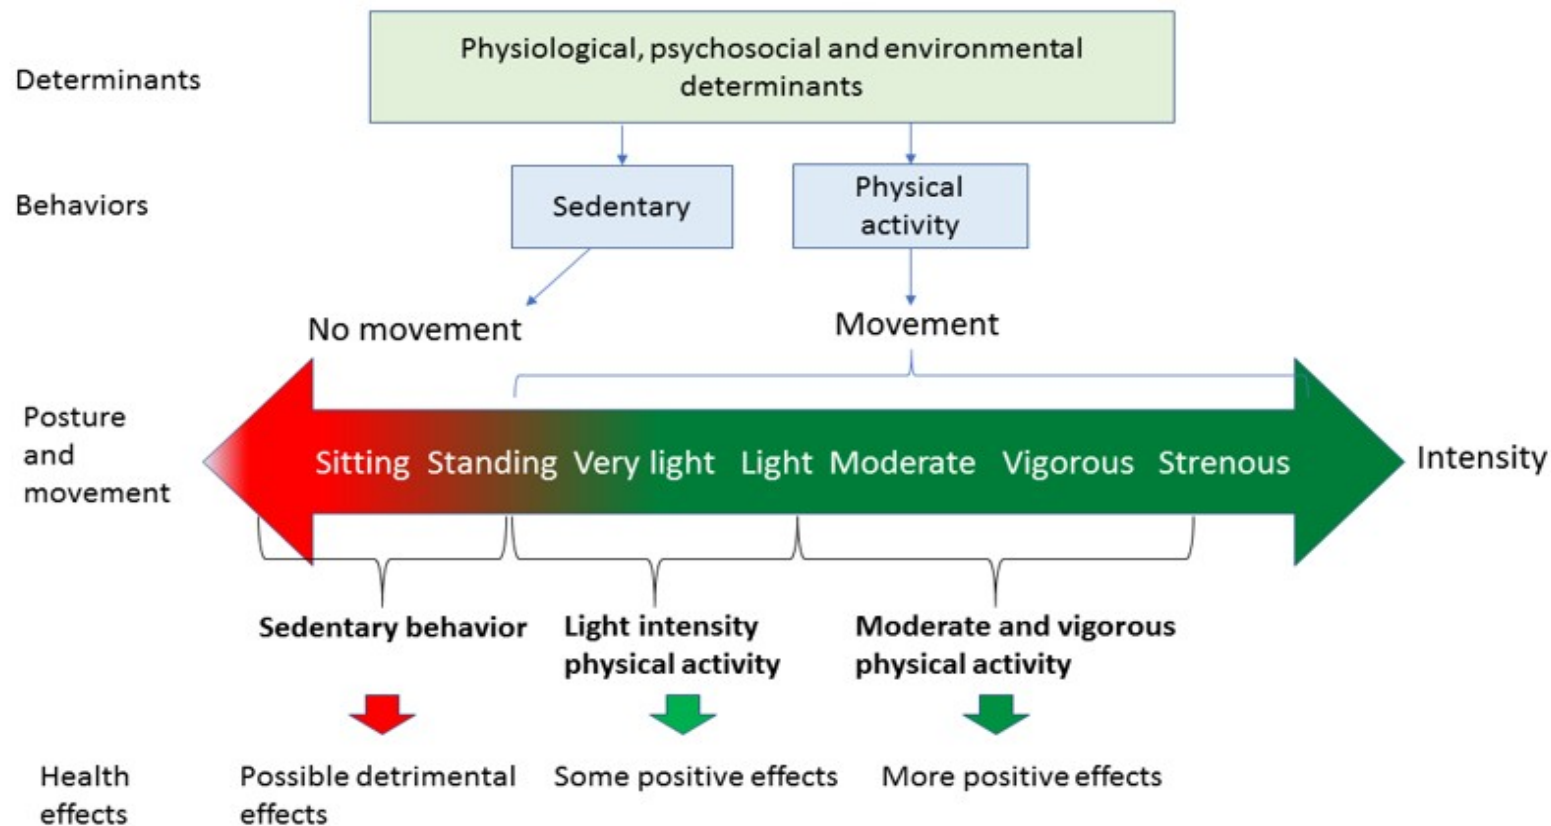 Physiological, psychosocial and environmental
determinants
Determinants
Behaviors
Sedentary
Physical
activity
No movement
Movement
Posture
and
movement
Sitting Standing Very light Light Moderate Vigorous Strenous
Intensity
Sedentary behavior
Light intensity
physical activity
Moderate and vigorous
physical activity
Health
effects
Possible detrimental
effects
Some positive effects
More positive effects